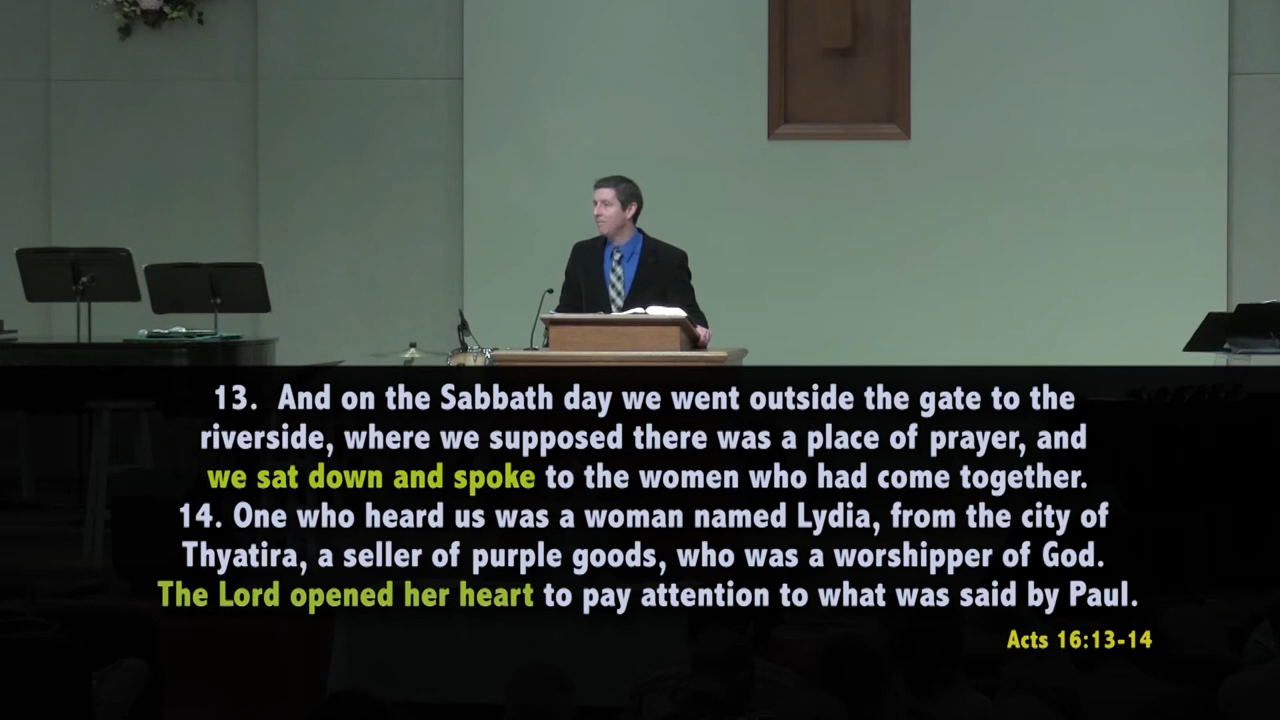 13.  And on the Sabbath day we went outside the gate to the
riverside, where we supposed there was a place of prayer, and
we sat down and spoke to the women who had come together.
14. One who heard us was a woman named Lydia, from the city of
Thyatira, a seller of purple goods, who was a worshipper of God.
The Lord opened her heart to pay attention to what was said by Paul.
Acts 16:13-14